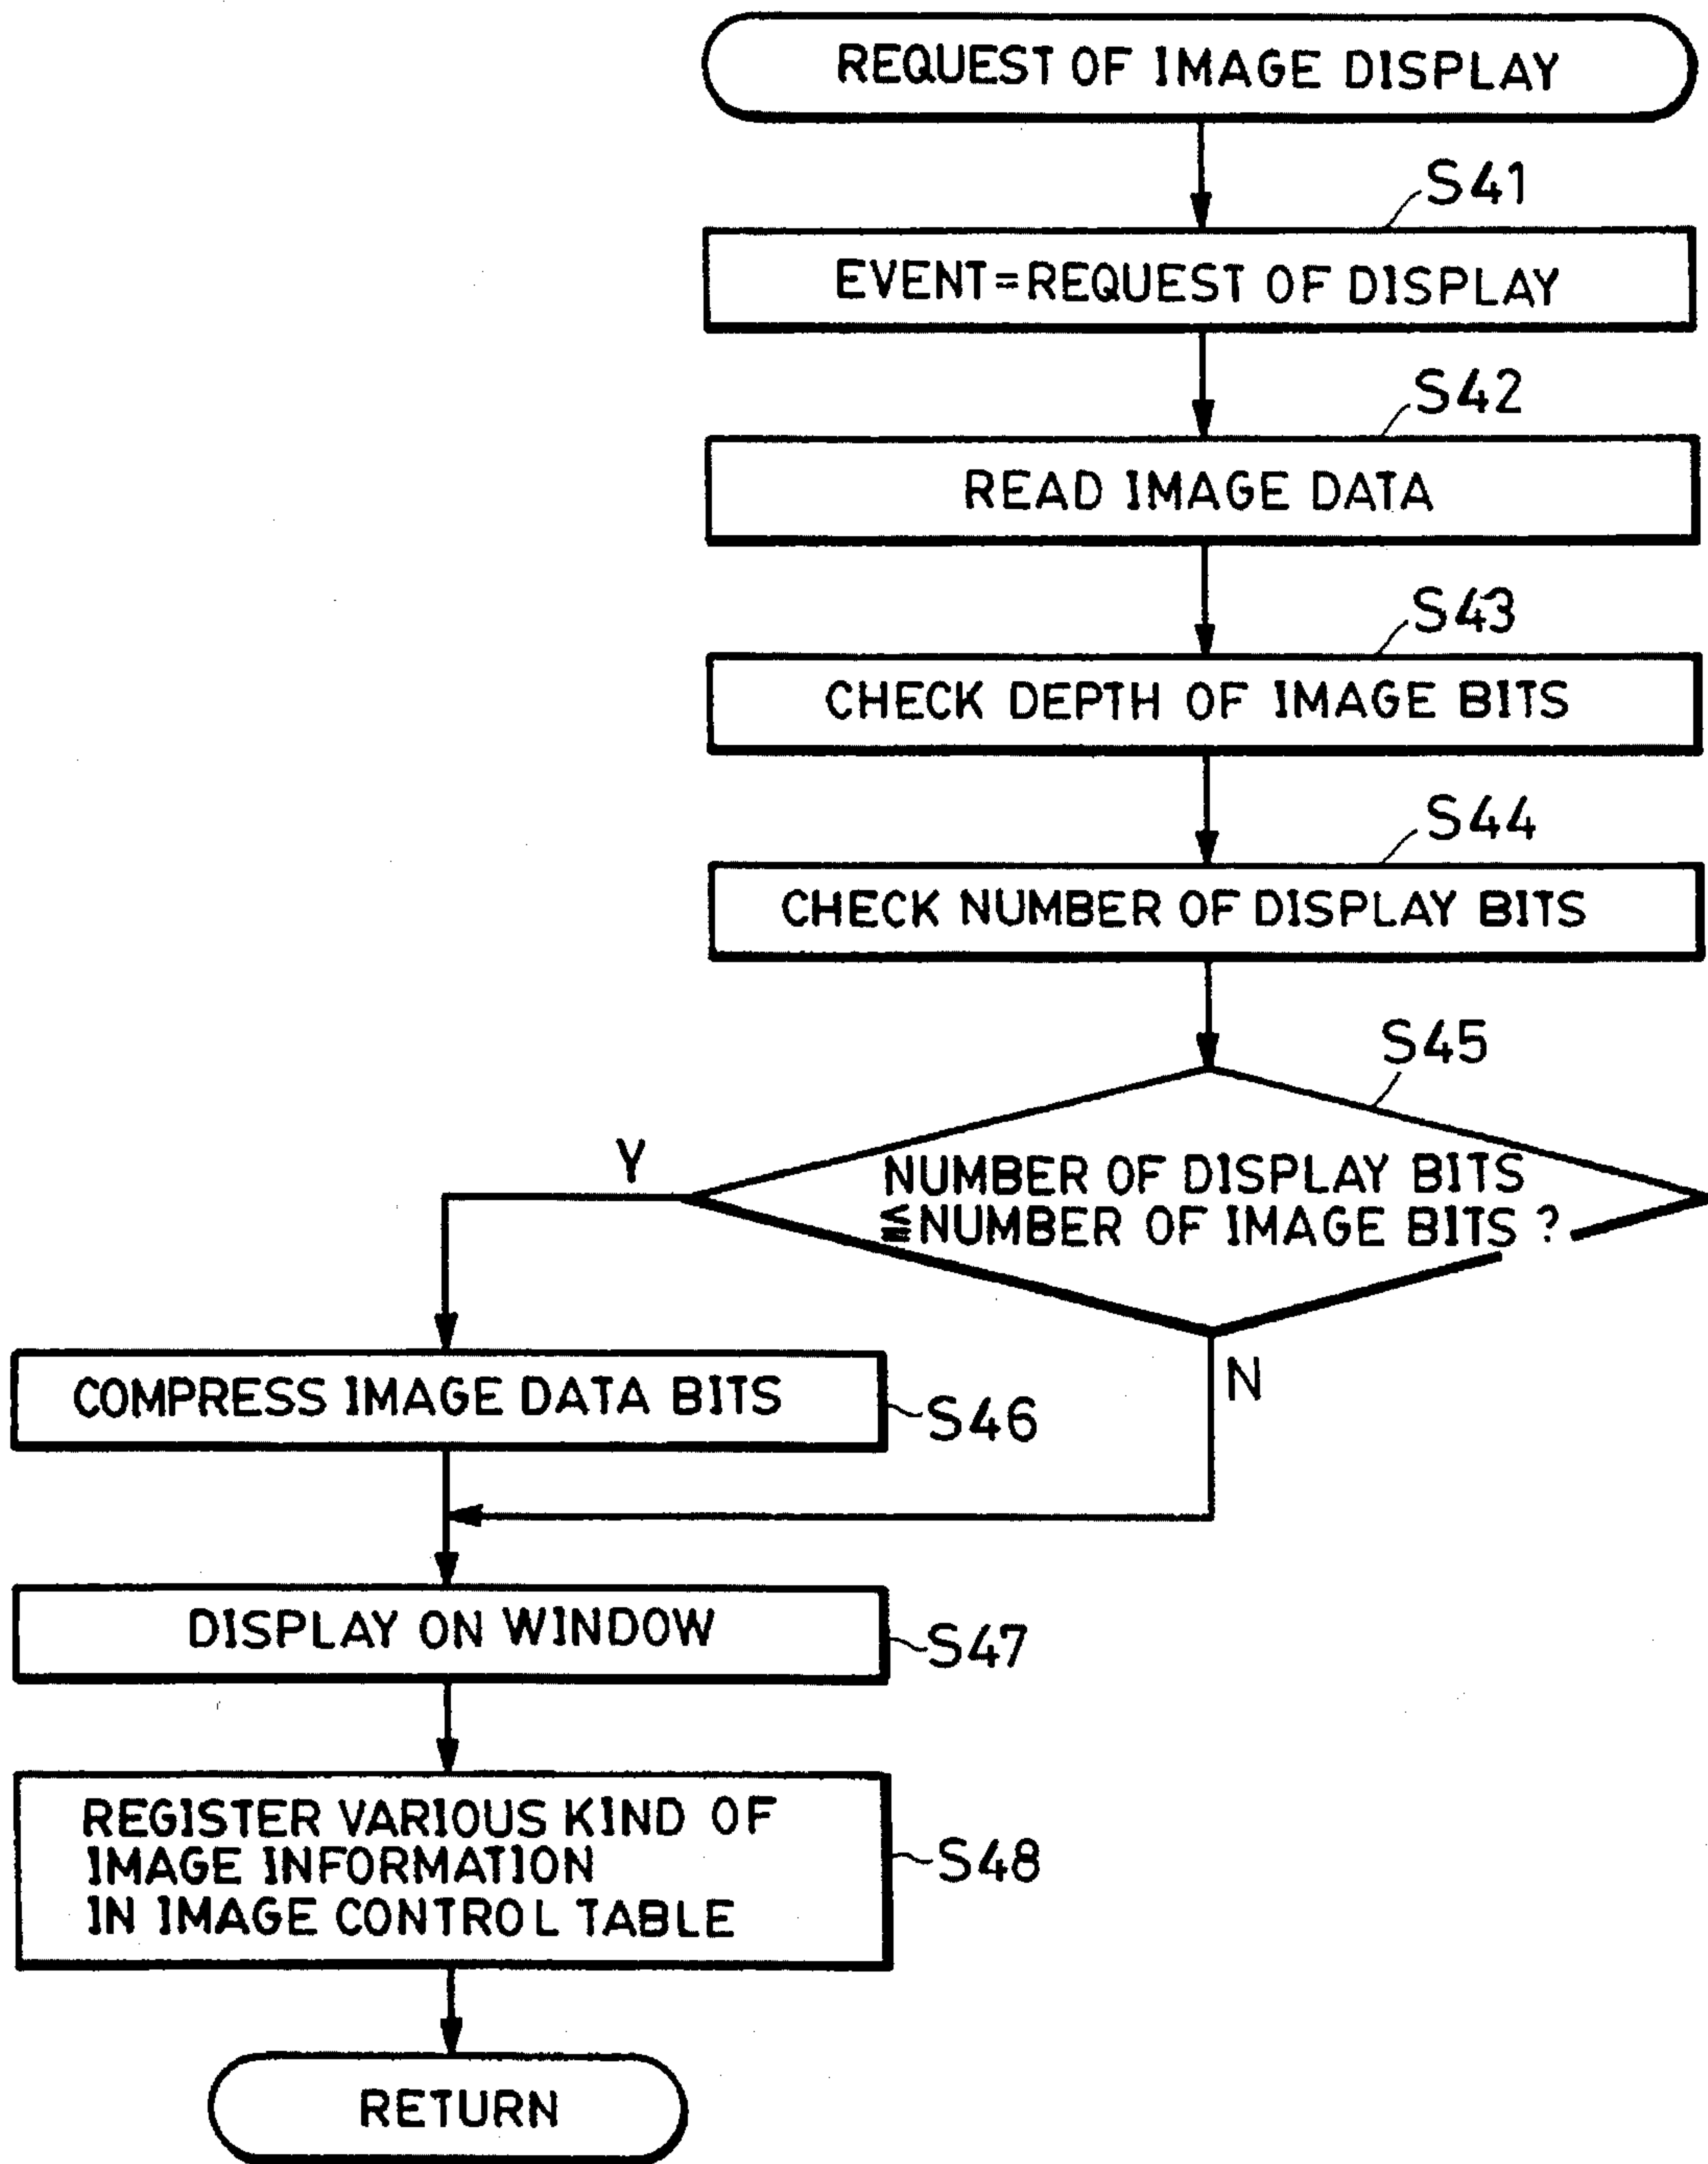 REQUEST OF IMAGE DISPLAY
S41
EVENT=REQUEST OF DISPLAY
S42
READ IMAGE DATA
S43
CHECK DEPTH OF IMAGE BITS
S44
CHECK NUMBER OF DISPLAY BITS
S45
Y
NUMBER OF DISPLAY BITS
≦NUMBER OF IMAGE BITS ?
N
COMPRESS IMAGE DATA BITS
S46
DISPLAY ON WINDOW
S47
REGISTER VARIOUS KIND OF
IMAGE INFORMATION
IN IMAGE CONTROL TABLE
S48
RETURN